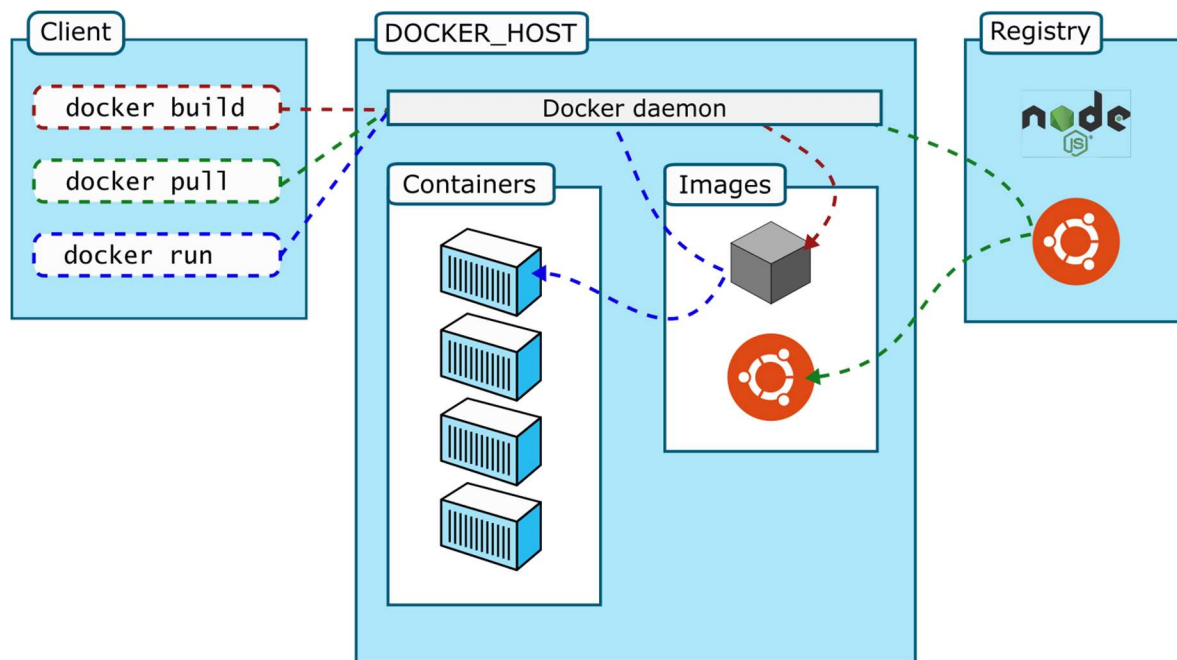 Client
docker build
docker pull
docker run
DOCKER_HOST
Docker daemon
Containers
Images
Registry
node
JS